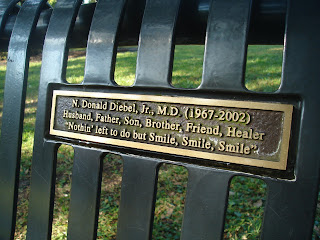 N. Donald Diebel, Jr., M.D. (1967-2002)
Husband, Father, Son, Brother, Friend, Healer
"Nothin' left to do but Smile, Smile, Smile"